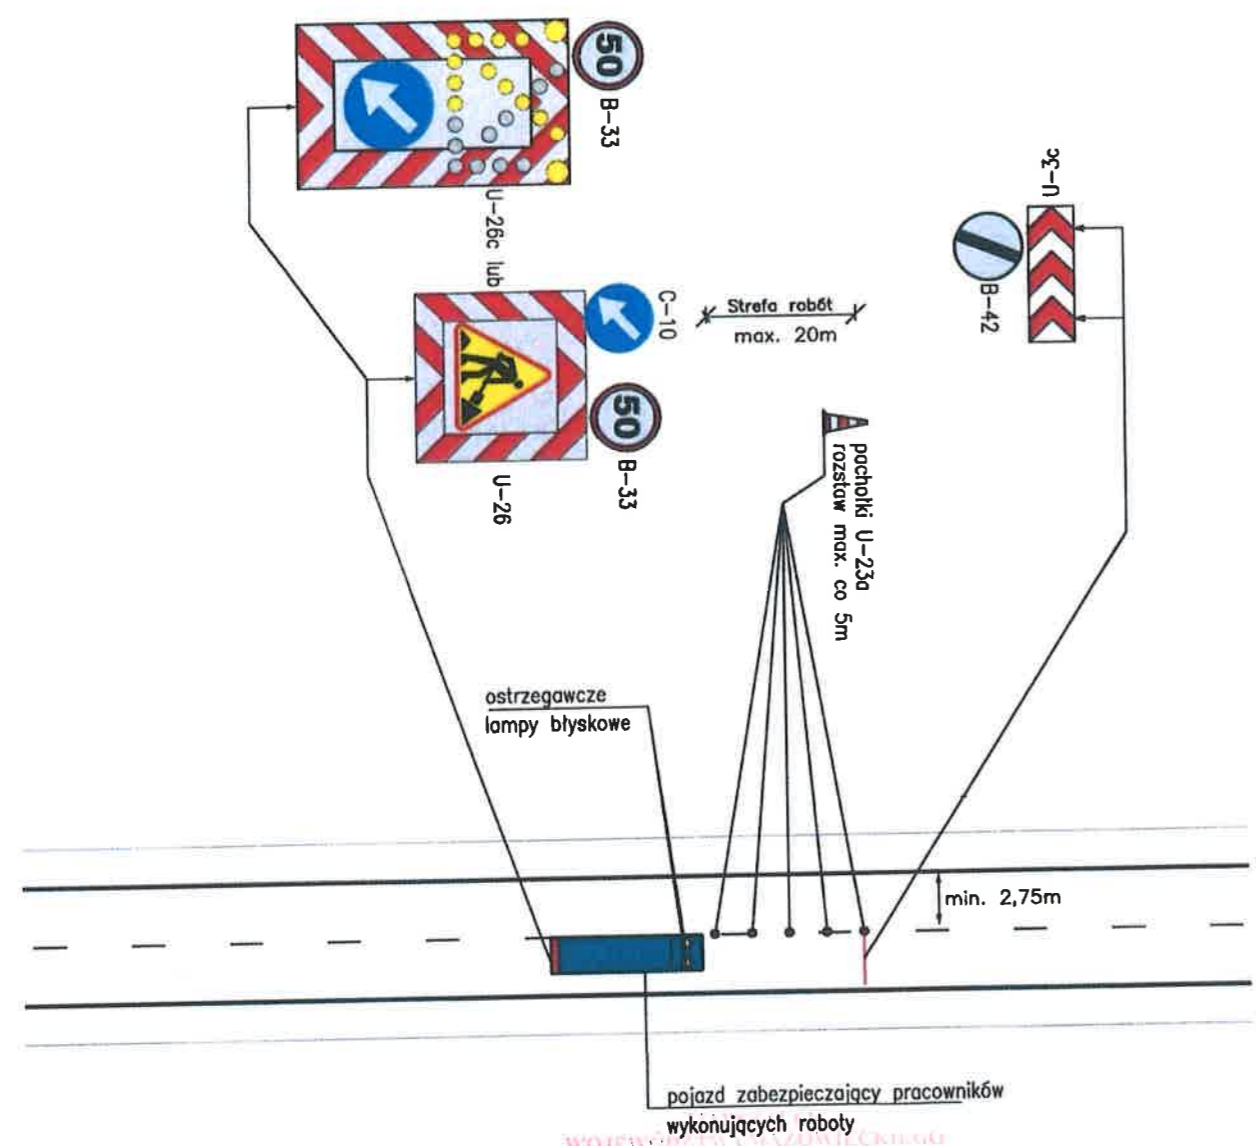 50
B-33
U-26c lub
C-10
50
B-33
U-26
Strefa robót
max. 20m
U-3c
B-42
pachołki U-23a
rozstaw max. co 5m
ostrzegawcze
lampy błyskowe
min. 2,75m
pojazd zabezpieczający pracowników
wykonujących roboty